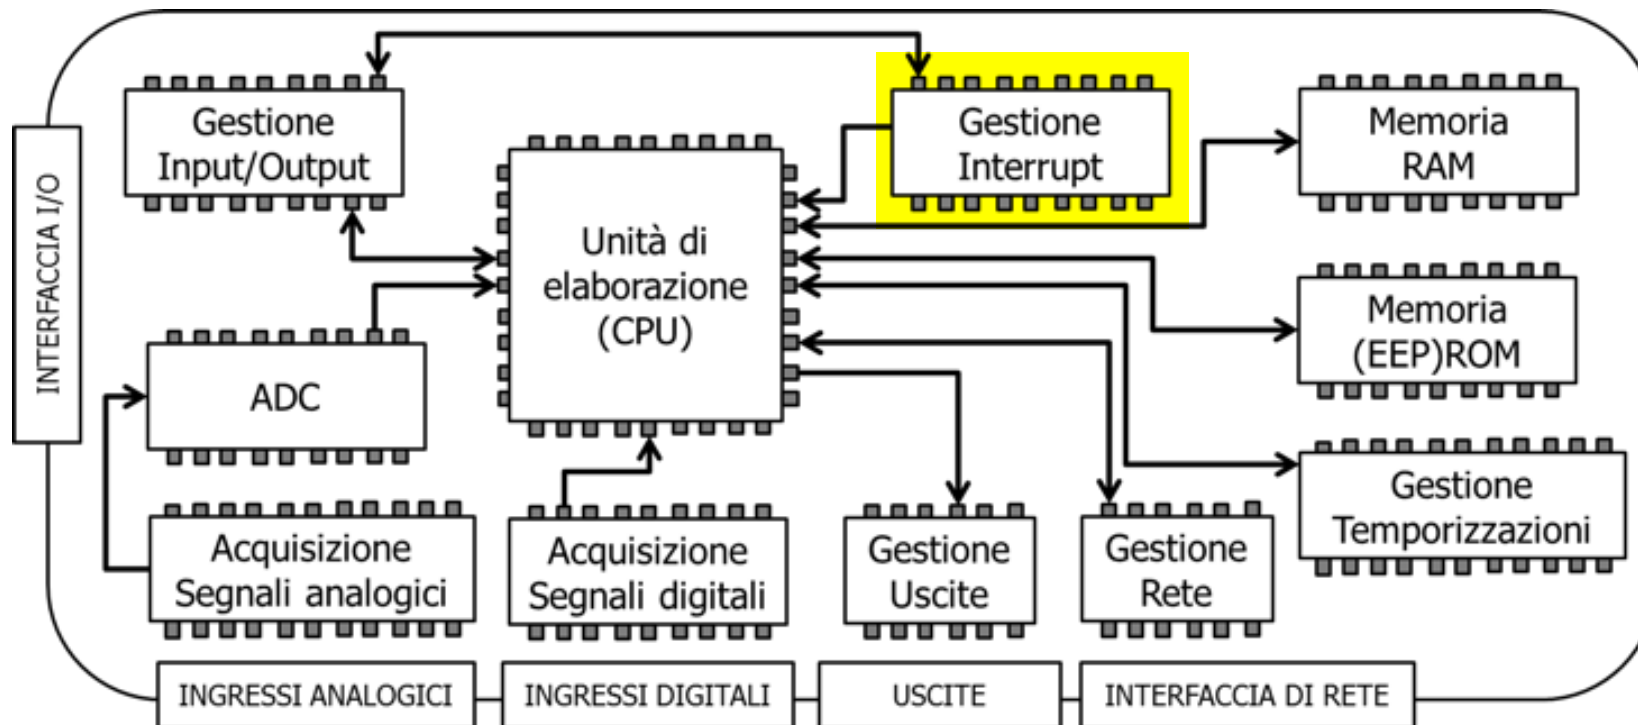 Gestione
Input/Output
Gestione
Interrupt
Memoria
RAM
INTERFACCIA I/O
Unità di
elaborazione
(CPU)
Memoria
(EEP)ROM
ADC
Gestione
Temporizzazioni
Acquisizione
Segnali analogici
Acquisizione
Segnali digitali
Gestione
Uscite
Gestione
Rete
INGRESSI ANALOGICI
INGRESSI DIGITALI
USCITE
INTERFACCIA DI RETE